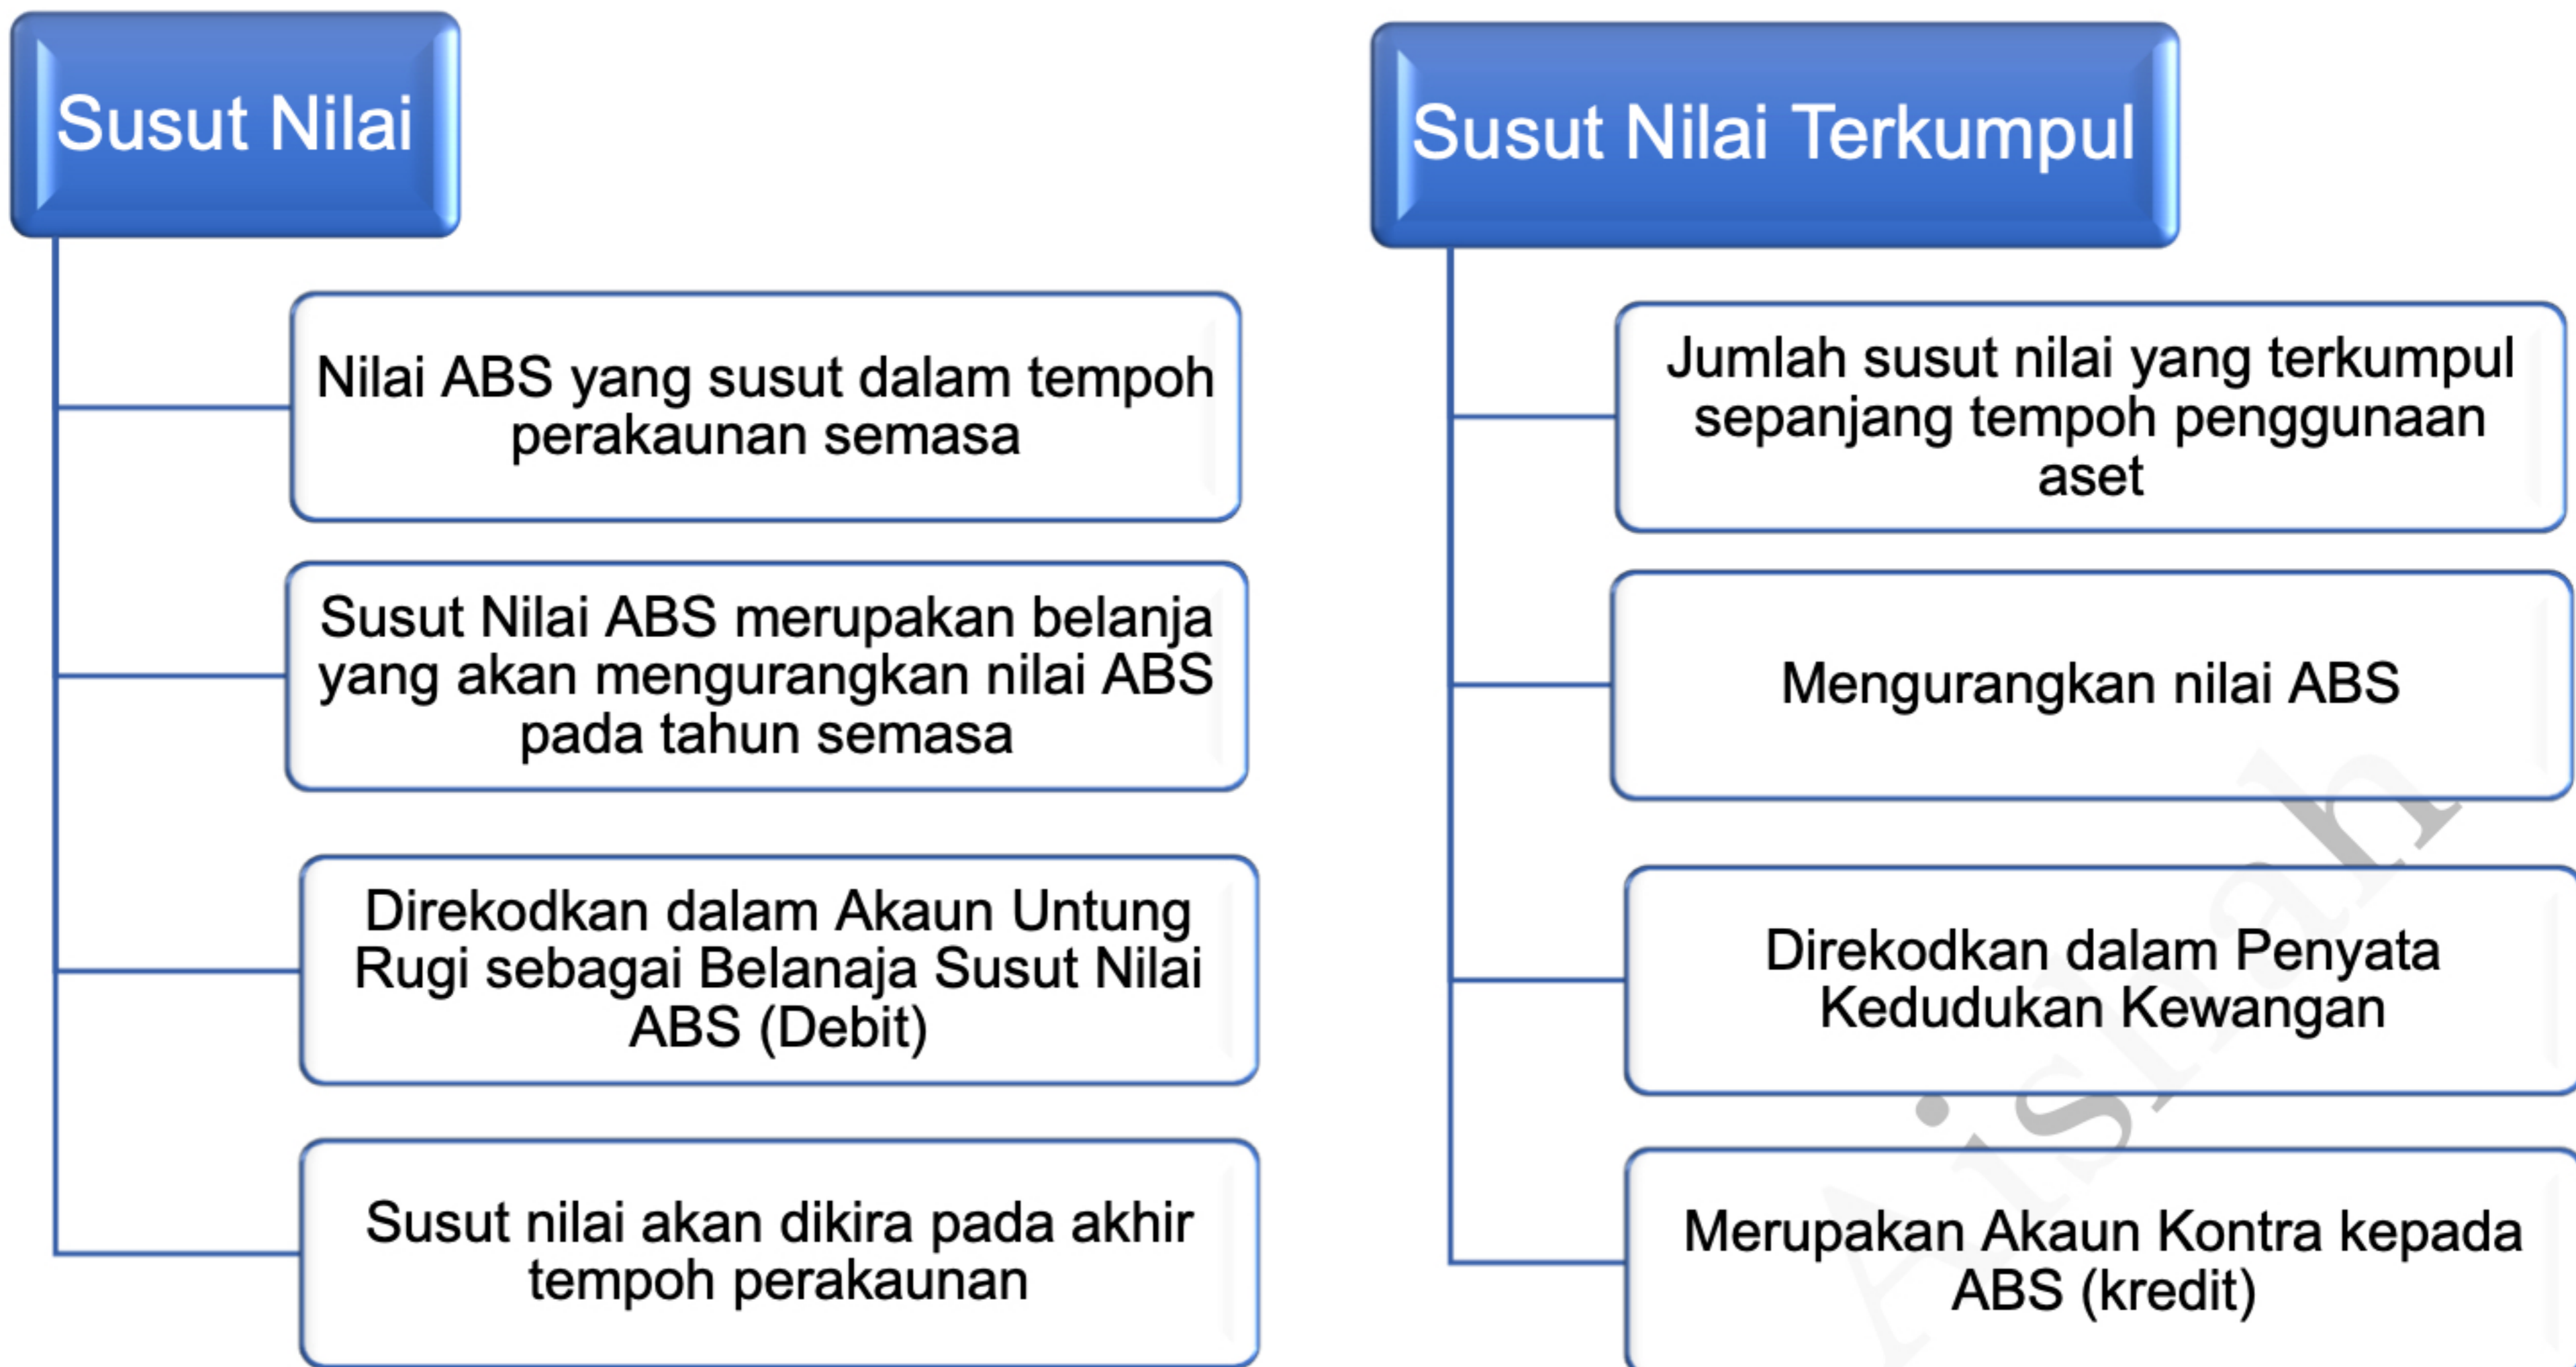 Susut Nilai
Nilai ABS yang susut dalam tempoh
perakaunan semasa
Susut Nilai ABS merupakan belanja
yang akan mengurangkan nilai ABS
pada tahun semasa
Direkodkan dalam Akaun Untung
Rugi sebagai Belanaja Susut Nilai
ABS (Debit)
Susut nilai akan dikira pada akhir
tempoh perakaunan
Susut Nilai Terkumpul
Jumlah susut nilai yang terkumpul
sepanjang tempoh penggunaan
aset
Mengurangkan nilai ABS
Direkodkan dalam Penyata
Kedudukan Kewangan
Merupakan Akaun Kontra kepada
ABS (kredit)
Aishah